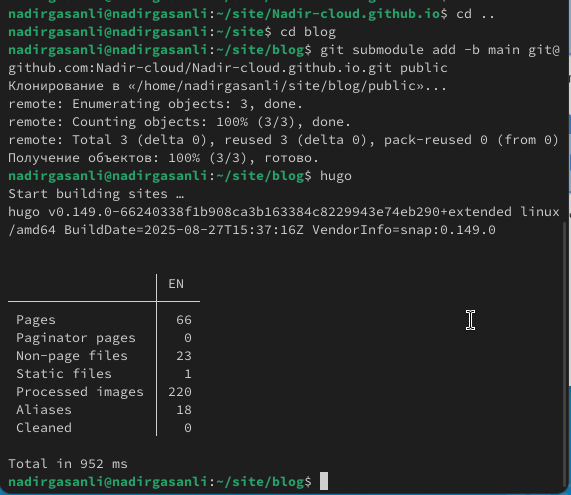 nadirgasanli@nadirgasanli:~/site/Nadir-cloud.github.io$ cd ..
nadirgasanli@nadirgasanli:~/site$ cd blog
nadirgasanli@nadirgasanli:~/site/blog$ git submodule add -b main git@
github.com:Nadir-cloud/Nadir-cloud.github.io.git public
Клонирование в «/home/nadirgasanli/site/blog/public»...
remote: Enumerating objects: 3, done.
remote: Counting objects: 100% (3/3), done.
remote: Total 3 (delta 0), reused 3 (delta 0), pack-reused 0 (from 0)
Получение объектов: 100% (3/3), готово.
nadirgasanli@nadirgasanli:~/site/blog$ hugo
Start building sites …
hugo v0.149.0-66240338f1b908ca3b163384c8229943e74eb290+extended linux
/amd64 BuildDate=2025-08-27T15:37:16Z VendorInfo=snap:0.149.0
EN
Pages 66
Paginator pages 0
Non-page files 23
Static files 1
Processed images 220
Aliases 18
Cleaned 0
Total in 952 ms
nadirgasanli@nadirgasanli:~/site/blog$